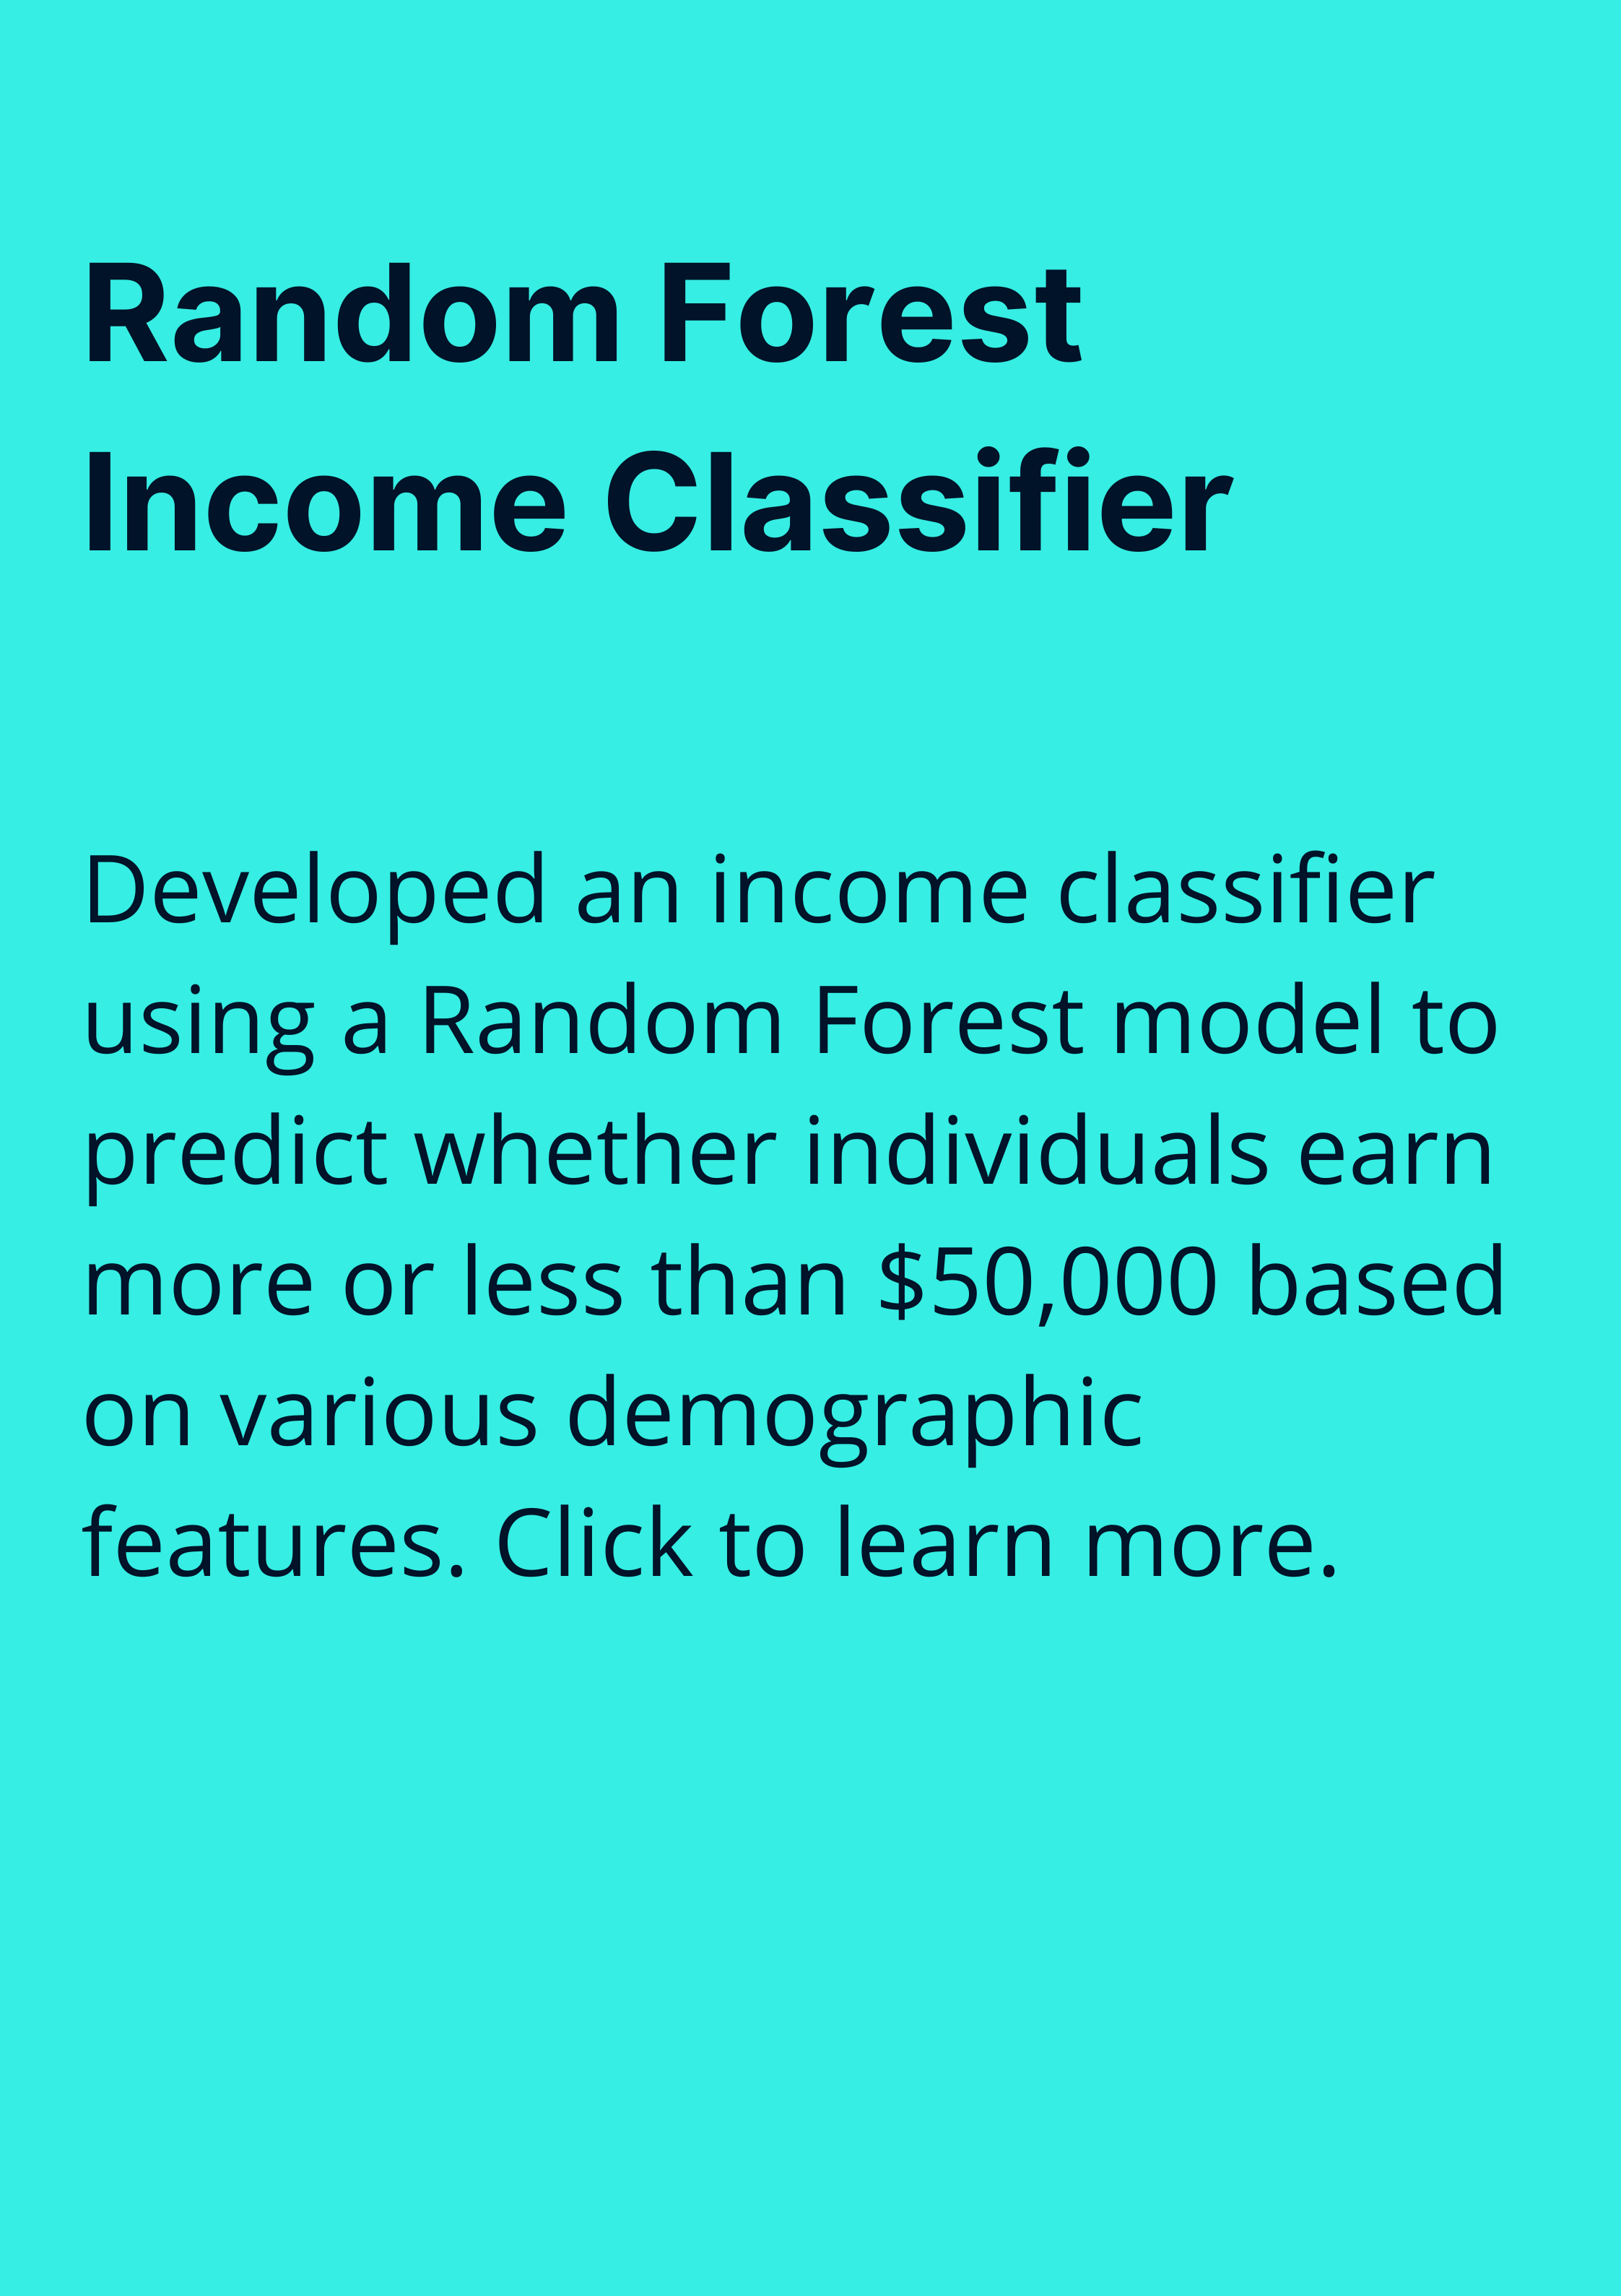 Random Forest
Income Classifier
Developed an income classifier
using a Random Forest model to
predict whether individuals earn
more or less than $50,000 based
on various demographic
features. Click to learn more.